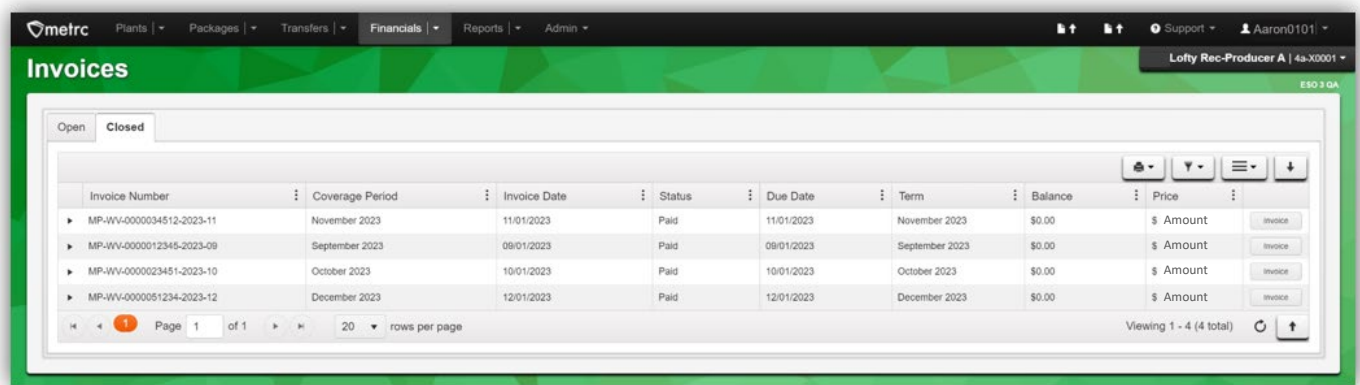 metrc Plants Packages Transfers Financials Reports Admin Support Aaron0101
Invoices
Lofty Rec-Producer A | 4a-X0001
ESO 3 QA
Open Closed
Invoice Number Coverage Period Invoice Date Status Due Date Term Balance Price
MP-WV-0000034512-2023-11 November 2023 11/01/2023 Paid 11/01/2023 November 2023 $0.00 $ Amount Invoice
MP-WV-0000012345-2023-09 September 2023 09/01/2023 Paid 09/01/2023 September 2023 $0.00 $ Amount Invoice
MP-WV-0000023451-2023-10 October 2023 10/01/2023 Paid 10/01/2023 October 2023 $0.00 $ Amount Invoice
MP-WV-0000051234-2023-12 December 2023 12/01/2023 Paid 12/01/2023 December 2023 $0.00 $ Amount Invoice
1 Page 1 of 1 20 rows per page Viewing 1 - 4 (4 total)